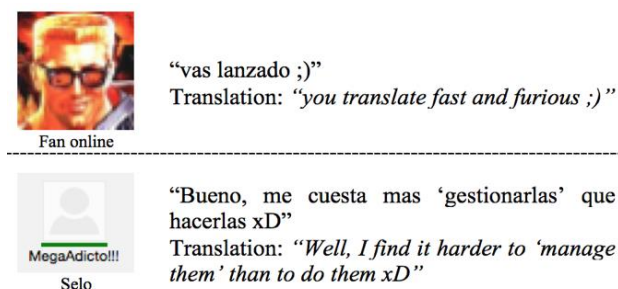 “vas lanzado ;)”
Translation: “you translate fast and furious ;)”
Fan online
“Bueno, me cuesta mas ‘gestionarlas’ que
hacerlas xD”
Translation: “Well, I find it harder to ‘manage
them’ than to do them xD”
MegaAdicto!!!
Selo